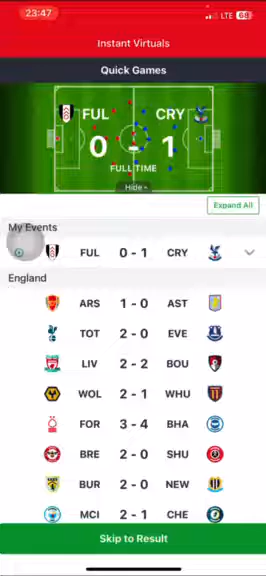 23:47
LTE 68
Instant Virtuals
Quick Games
FUL CRY
0 - 1
FULL TIME
Hide
Expand All
My Events
FUL 0 - 1 CRY
England
ARS 1 - 0 AST
TOT 2 - 0 EVE
LIV 2 - 2 BOU
WOL 2 - 1 WHU
FOR 3 - 4 BHA
BRE 2 - 0 SHU
BUR 2 - 0 NEW
MCI 2 - 1 CHE
Skip to Result